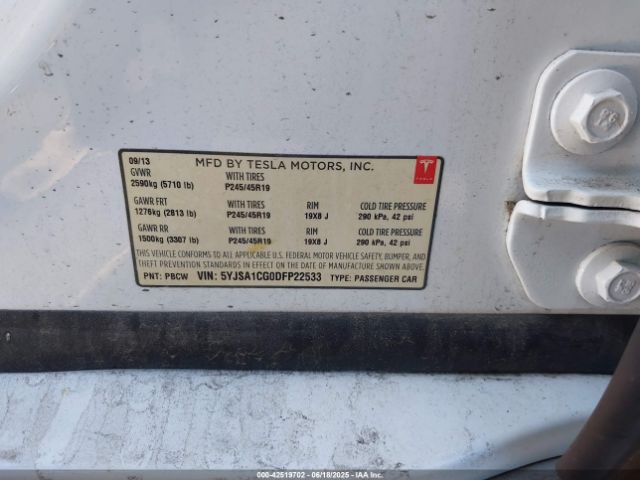 09/13 MFD BY TESLA MOTORS, INC.
GVWR WITH TIRES
2590kg (5710 lb) P245/45R19
TESLA
GAWR FRT WITH TIRES RIM COLD TIRE PRESSURE
1276kg (2813 lb) P245/45R19 19X8 J 290 kPa, 42 psi
GAWR RR WITH TIRES RIM COLD TIRE PRESSURE
1500kg (3307 lb) P245/45R19 19X8 J 290 kPa, 42 psi
THIS VEHICLE CONFORMS TO ALL APPLICABLE U.S. FEDERAL MOTOR VEHICLE SAFETY, BUMPER, AND
THEFT PREVENTION STANDARDS IN EFFECT ON THE DATE OF MANUFACTURE SHOWN ABOVE.
PNT: PBCW VIN: 5YJSA1CG0DFP22533 TYPE: PASSENGER CAR
000-42519702 - 06/18/2025 - IAAI.COM